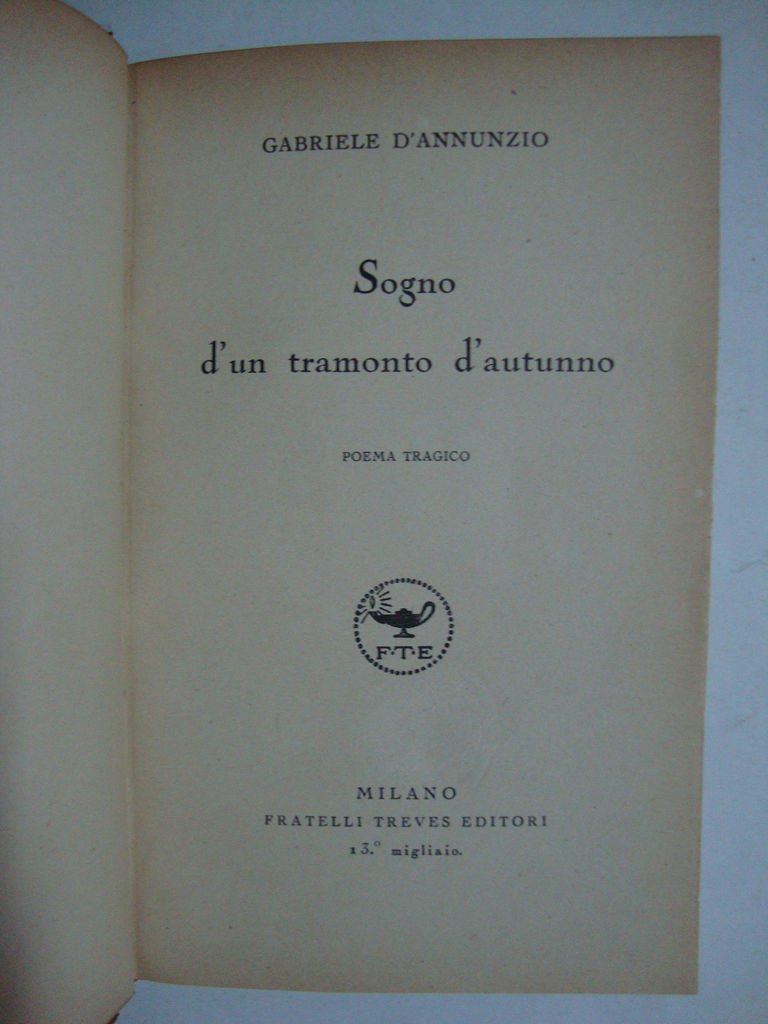 GABRIELE D'ANNUNZIO
Sogno
d'un tramonto d'autunno
POEMA TRAGICO
F·T·E
MILANO
FRATELLI TREVES EDITORI
13.º migliaio.